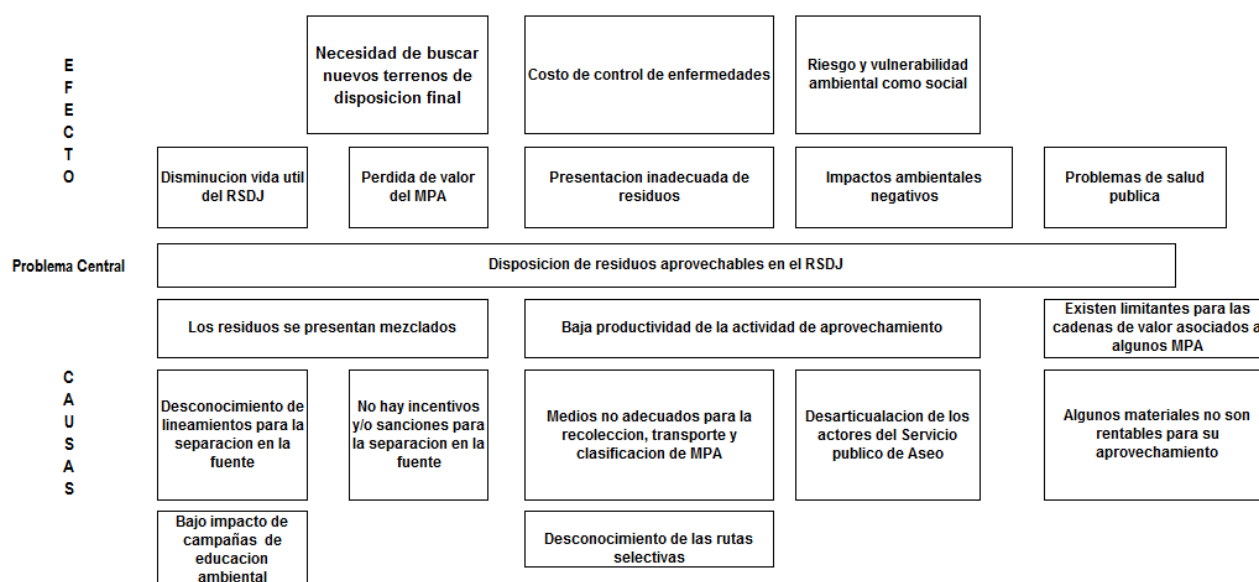 EFECTO
Necesidad de buscar
nuevos terrenos de
disposicion final
Costo de control de enfermedades
Riesgo y vulnerabilidad
ambiental como social
Disminucion vida util
del RSDJ
Perdida de valor
del MPA
Presentacion inadecuada de
residuos
Impactos ambientales
negativos
Problemas de salud
publica
Problema Central
Disposicion de residuos aprovechables en el RSDJ
Los residuos se presentan mezclados
Baja productividad de la actividad de aprovechamiento
Existen limitantes para las
cadenas de valor asociados a
algunos MPA
CAUSAS
Desconocimiento de
lineamientos para la
separacion en la
fuente
No hay incentivos
y/o sanciones para
la separacion en la
fuente
Medios no adecuados para la
recoleccion, transporte y
clasificacion de MPA
Desarticualacion de los
actores del Servicio
publico de Aseo
Algunos materiales no son
rentables para su
aprovechamiento
Bajo impacto de
campañas de
educacion
ambiental
Desconocimiento de las rutas
selectivas